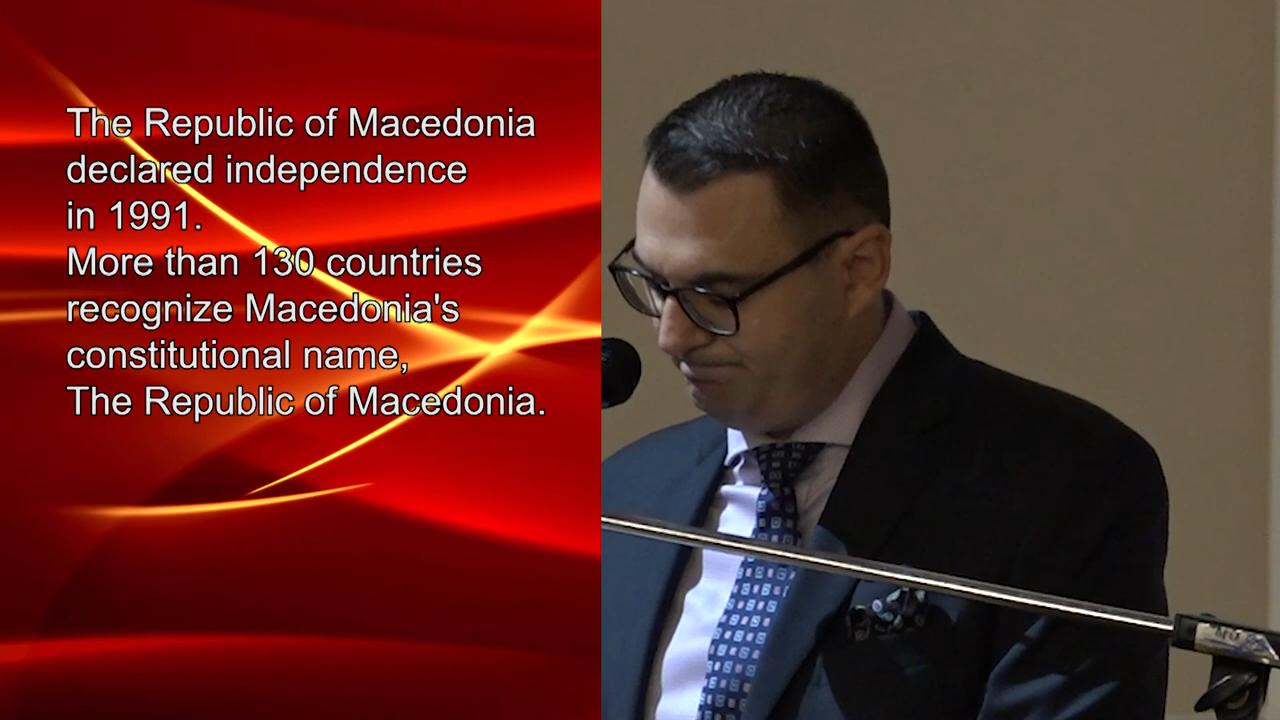 The Republic of Macedonia
declared independence
in 1991.
More than 130 countries
recognize Macedonia's
constitutional name,
The Republic of Macedonia.